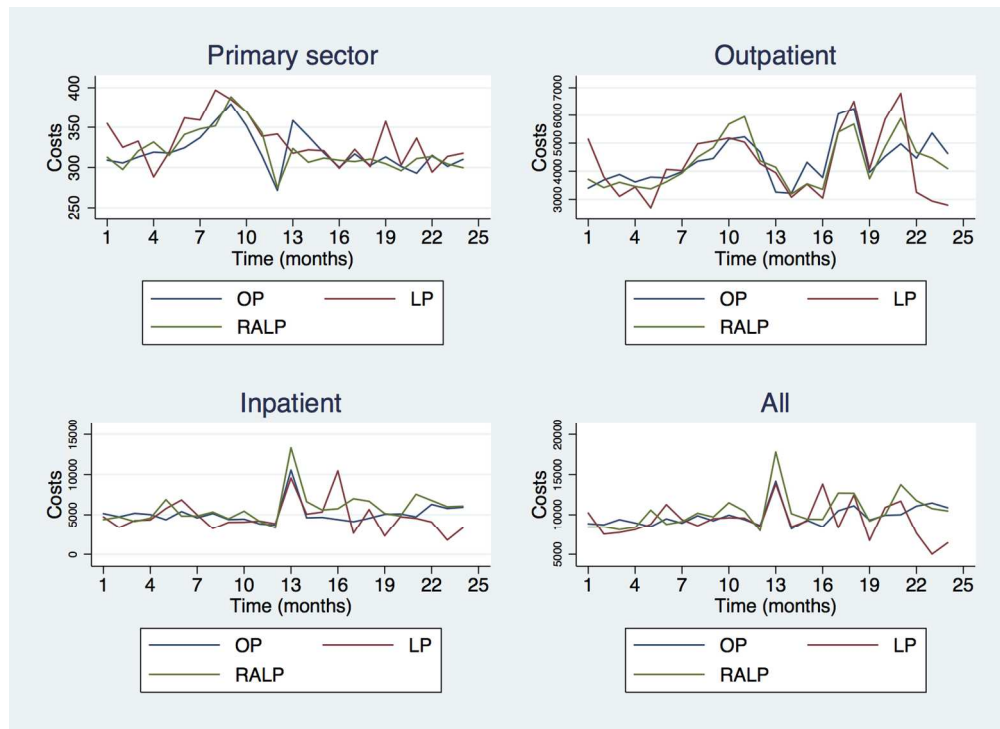 Primary sector
Costs
400
350
300
250
1 4 7 10 13 16 19 22 25
Time (months)
OP LP
RALP
Outpatient
Costs
7000
6000
5000
4000
3000
1 4 7 10 13 16 19 22 25
Time (months)
OP LP
RALP
Inpatient
Costs
15000
10000
5000
0
1 4 7 10 13 16 19 22 25
Time (months)
OP LP
RALP
All
Costs
20000
15000
10000
5000
1 4 7 10 13 16 19 22 25
Time (months)
OP LP
RALP